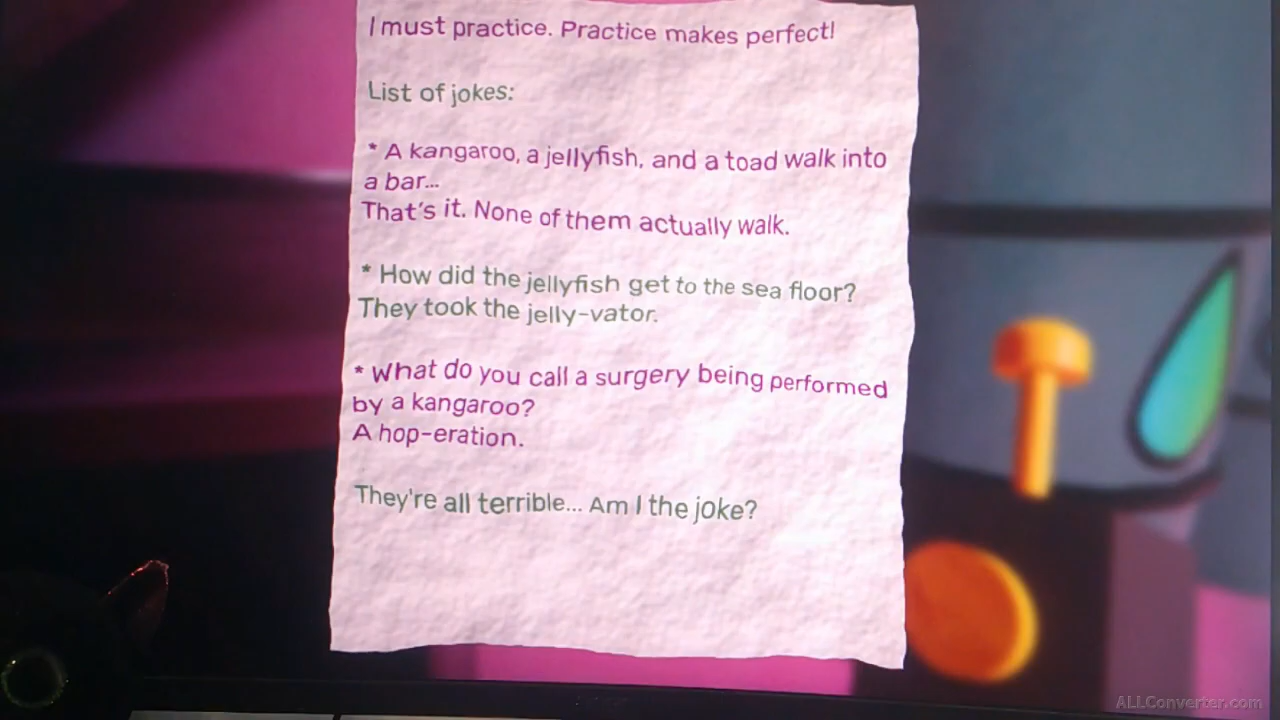 I must practice. Practice makes perfect!
List of jokes:
* A kangaroo, a jellyfish, and a toad walk into
a bar...
That's it. None of them actually walk.
* How did the jellyfish get to the sea floor?
They took the jelly-vator.
* What do you call a surgery being performed
by a kangaroo?
A hop-eration.
They're all terrible... Am I the joke?
ALLConverter.com